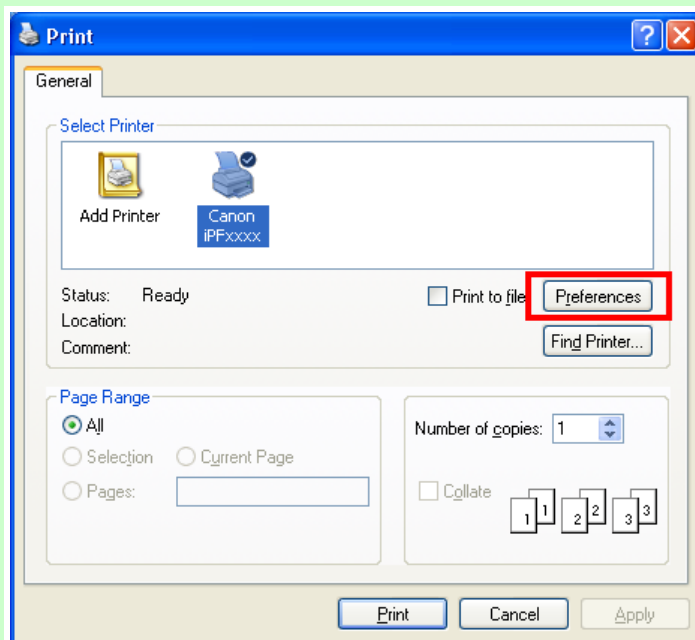 Print
General
Select Printer
Add Printer
Canon
iPFxxxx
Status: Ready
Print to file
Preferences
Location:
Comment:
Find Printer...
Page Range
All
Selection
Current Page
Pages:
Number of copies: 1
Collate
1 1 2 2 3 3
Print
Cancel
Apply